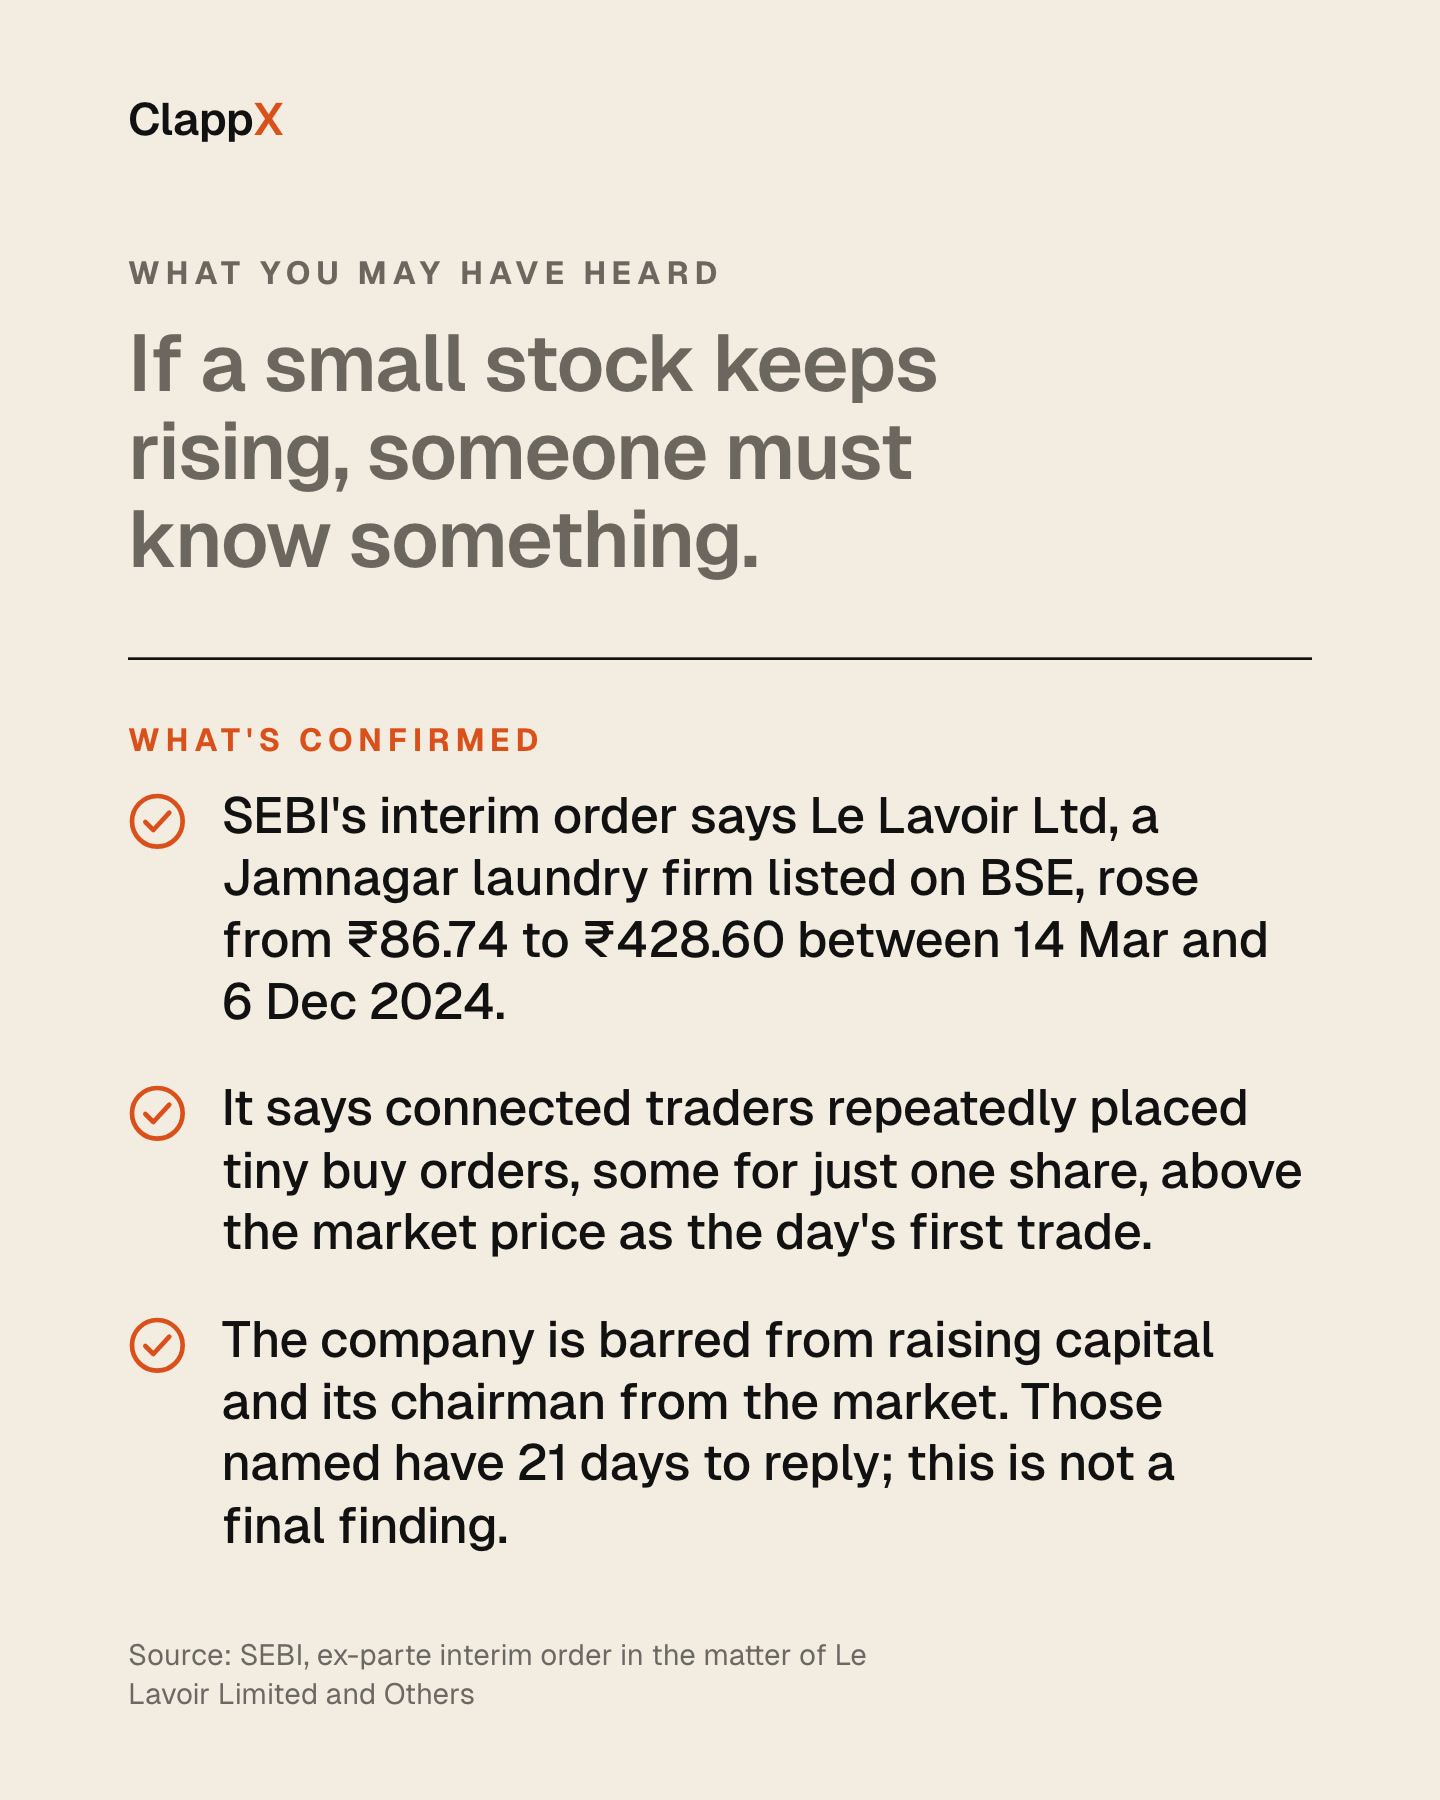 ClappX
WHAT YOU MAY HAVE HEARD
If a small stock keeps
rising, someone must
know something.
WHAT'S CONFIRMED
SEBI's interim order says Le Lavoir Ltd, a
Jamnagar laundry firm listed on BSE, rose
from ₹86.74 to ₹428.60 between 14 Mar and
6 Dec 2024.
It says connected traders repeatedly placed
tiny buy orders, some for just one share, above
the market price as the day's first trade.
The company is barred from raising capital
and its chairman from the market. Those
named have 21 days to reply; this is not a
final finding.
Source: SEBI, ex-parte interim order in the matter of Le
Lavoir Limited and Others